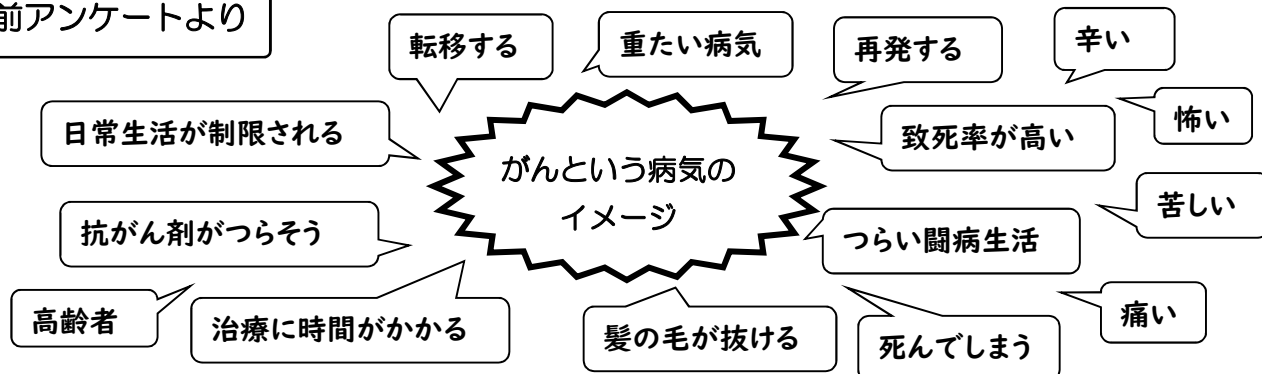 前アンケートより
転移する
重たい病気
再発する
辛い
日常生活が制限される
致死率が高い
怖い
がんという病気の
イメージ
抗がん剤がつらそう
つらい闘病生活
苦しい
高齢者
治療に時間がかかる
髪の毛が抜ける
死んでしまう
痛い